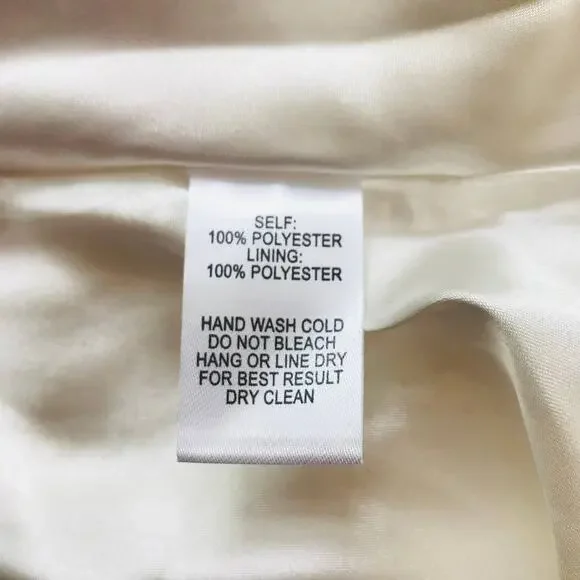 SELF:
100% POLYESTER
LINING:
100% POLYESTER
HAND WASH COLD
DO NOT BLEACH
HANG OR LINE DRY
FOR BEST RESULT
DRY CLEAN